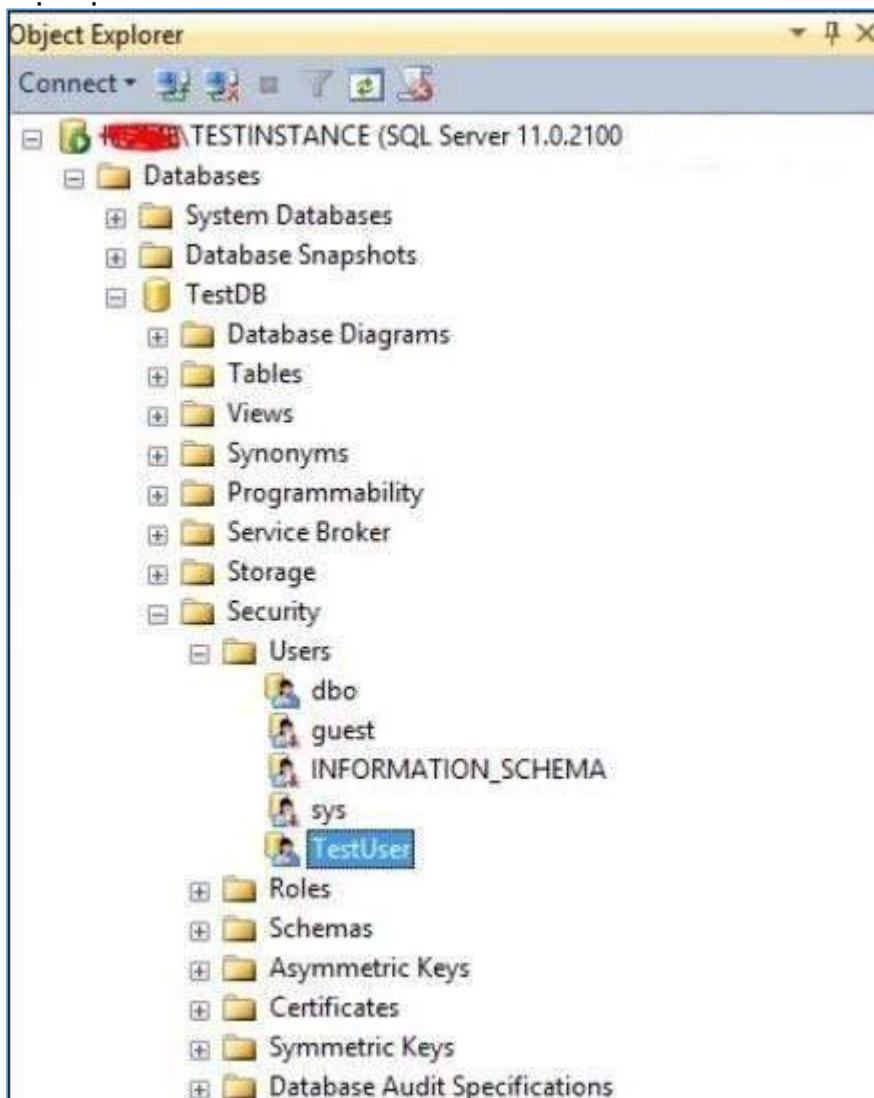 Object Explorer
Connect
\TESTINSTANCE (SQL Server 11.0.2100
Databases
System Databases
Database Snapshots
TestDB
Database Diagrams
Tables
Views
Synonyms
Programmability
Service Broker
Storage
Security
Users
dbo
guest
INFORMATION_SCHEMA
sys
TestUser
Roles
Schemas
Asymmetric Keys
Certificates
Symmetric Keys
Database Audit Specifications